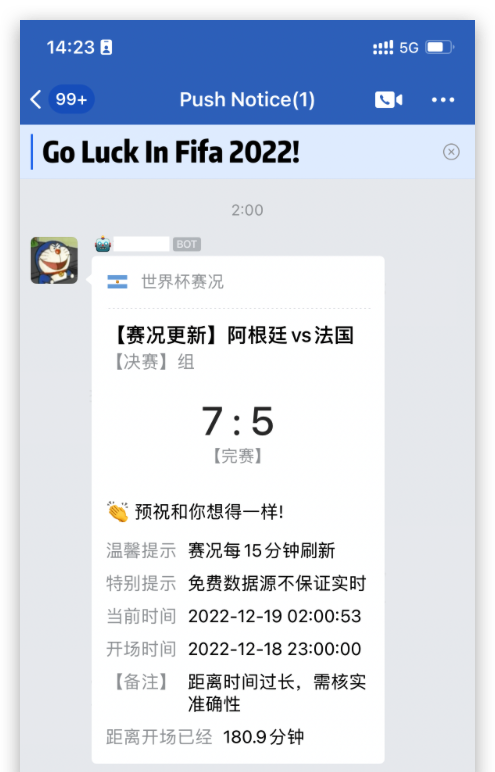 14:23
5G
99+
Push Notice(1)
Go Luck In Fifa 2022!
2:00
BOT
世界杯赛况
【赛况更新】阿根廷 vs 法国
【决赛】组
7 : 5
【完赛】
👏 预祝和你想得一样!
温馨提示 赛况每 15 分钟刷新
特别提示 免费数据源不保证实时
当前时间 2022-12-19 02:00:53
开场时间 2022-12-18 23:00:00
【备注】 距离时间过长，需核实
准确性
距离开场已经 180.9 分钟